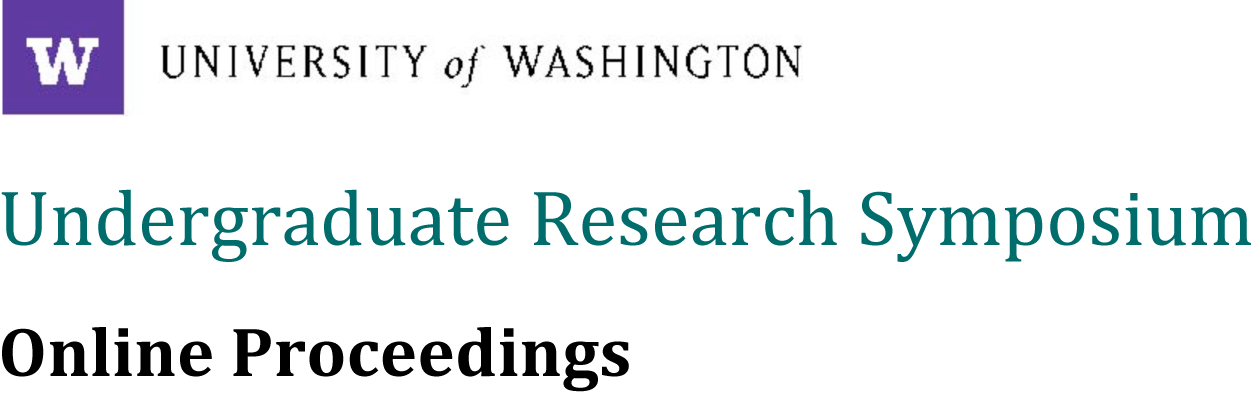 W UNIVERSITY of WASHINGTON
Undergraduate Research Symposium
Online Proceedings